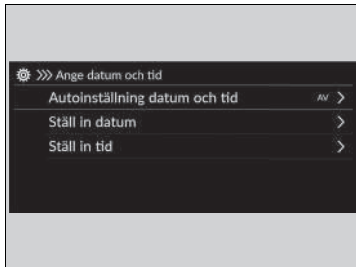 Ange datum och tid
Autoinställning datum och tid AV
Ställ in datum
Ställ in tid